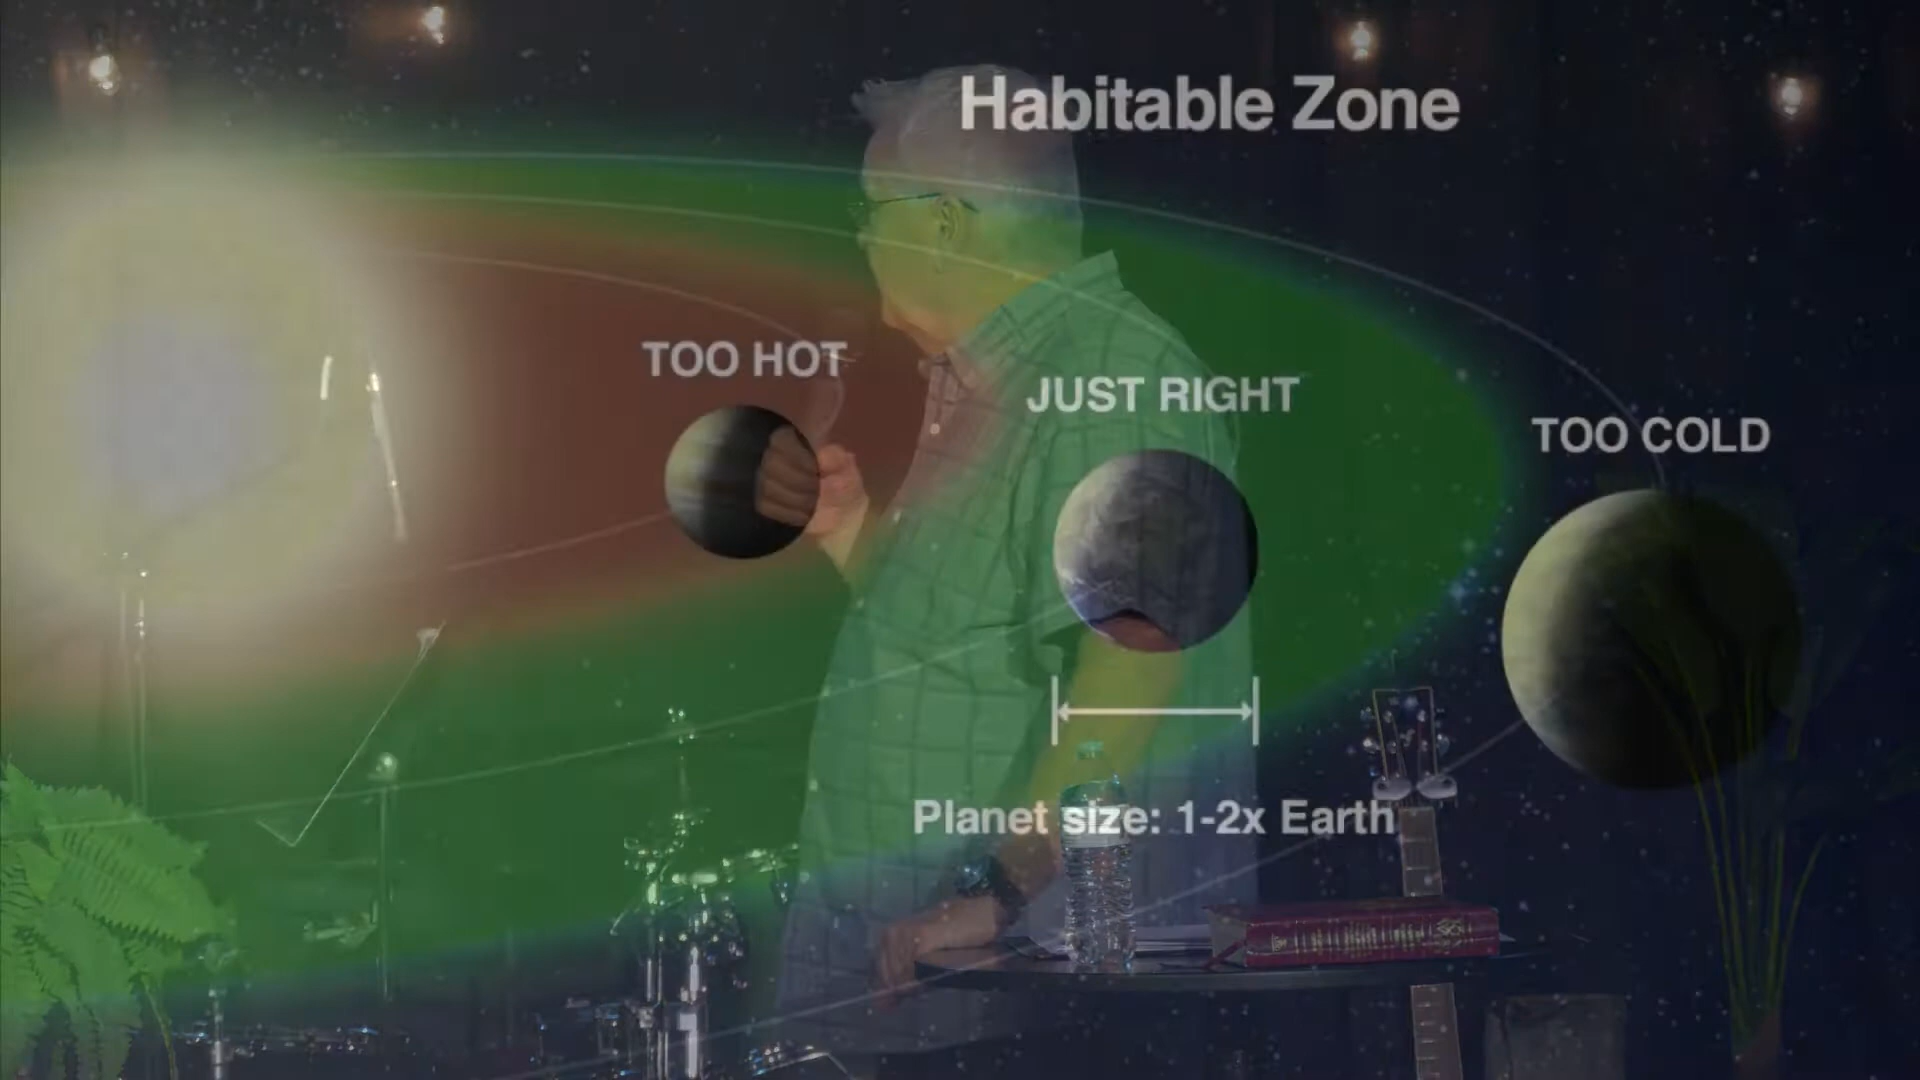 Habitable Zone
TOO HOT
JUST RIGHT
TOO COLD
Planet size: 1-2x Earth